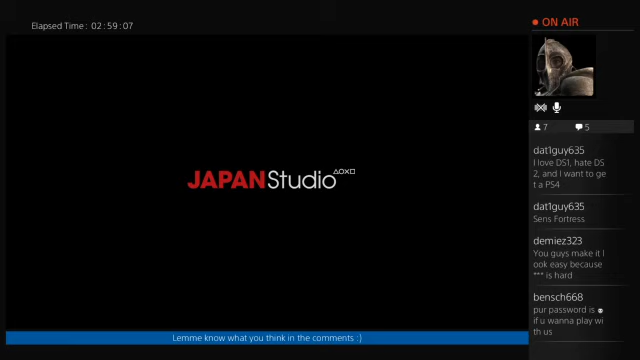 Elapsed Time : 02:59:07
ON AIR
JAPANStudio
7
5
dat1guy635
I love DS1, hate DS
2, and I want to ge
t a PS4
dat1guy635
Sens Fortress
demiez323
You guys make it l
ook easy because
*** is hard
bensch668
pur password is
if u wanna play wi
th us
Lemme know what you think in the comments :)